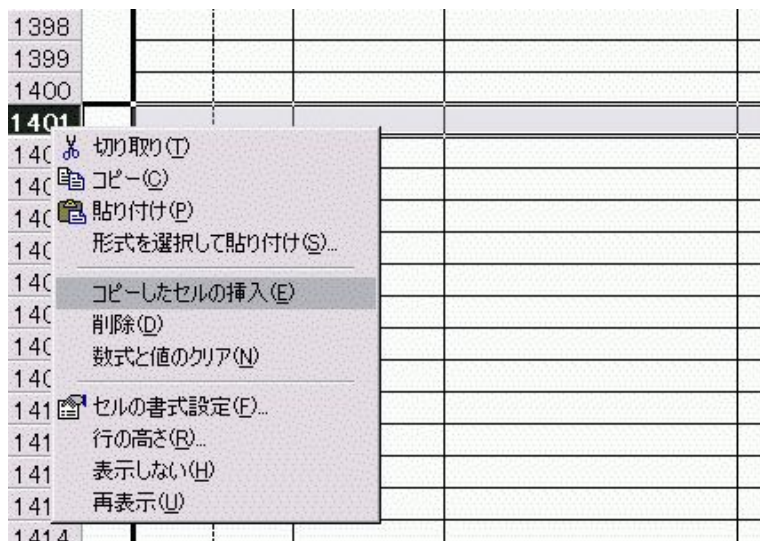 1398
1399
1400
1401
切り取り(T)
コピー(C)
貼り付け(P)
形式を選択して貼り付け(S)...
コピーしたセルの挿入(E)
削除(D)
数式と値のクリア(N)
セルの書式設定(F)...
行の高さ(R)...
表示しない(H)
再表示(U)
1414